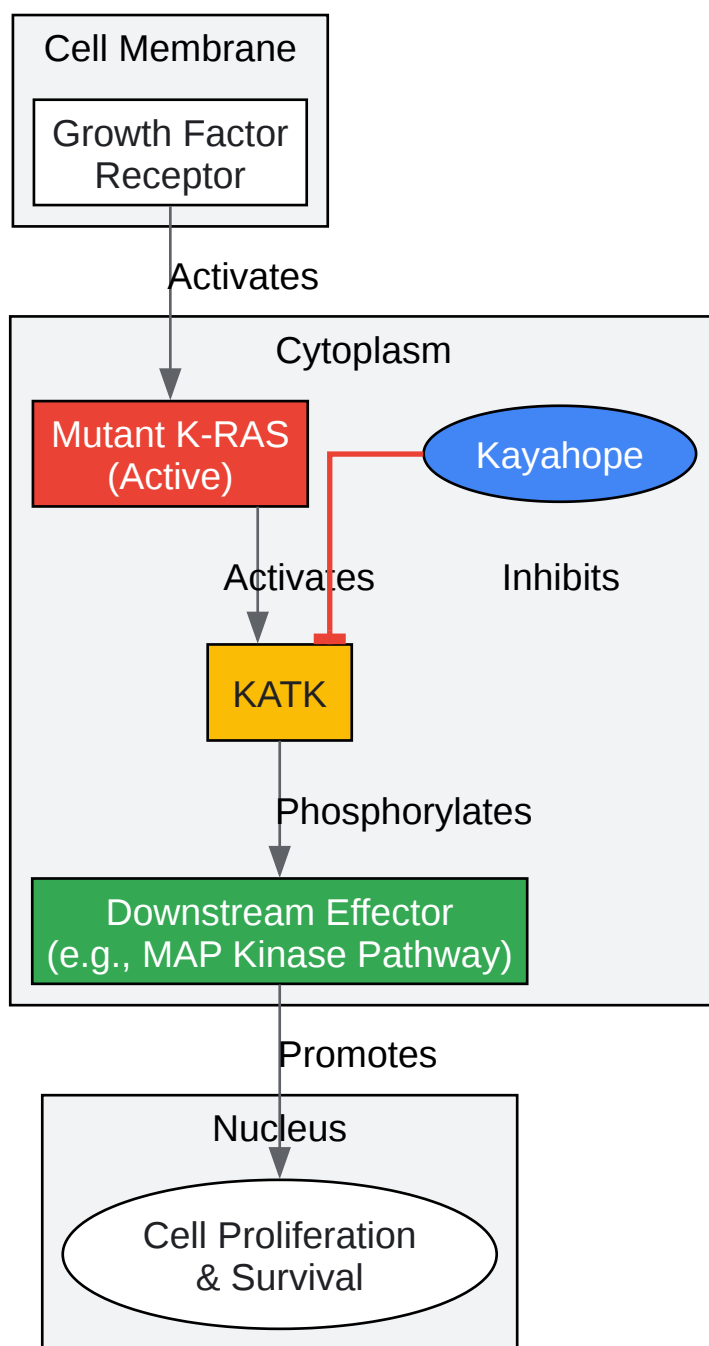 Cell Membrane
Growth Factor
Receptor
Activates
Cytoplasm
Mutant K-RAS
(Active)
Kayahope
Activates
Inhibits
KATK
Phosphorylates
Downstream Effector
(e.g., MAP Kinase Pathway)
Promotes
Nucleus
Cell Proliferation
& Survival